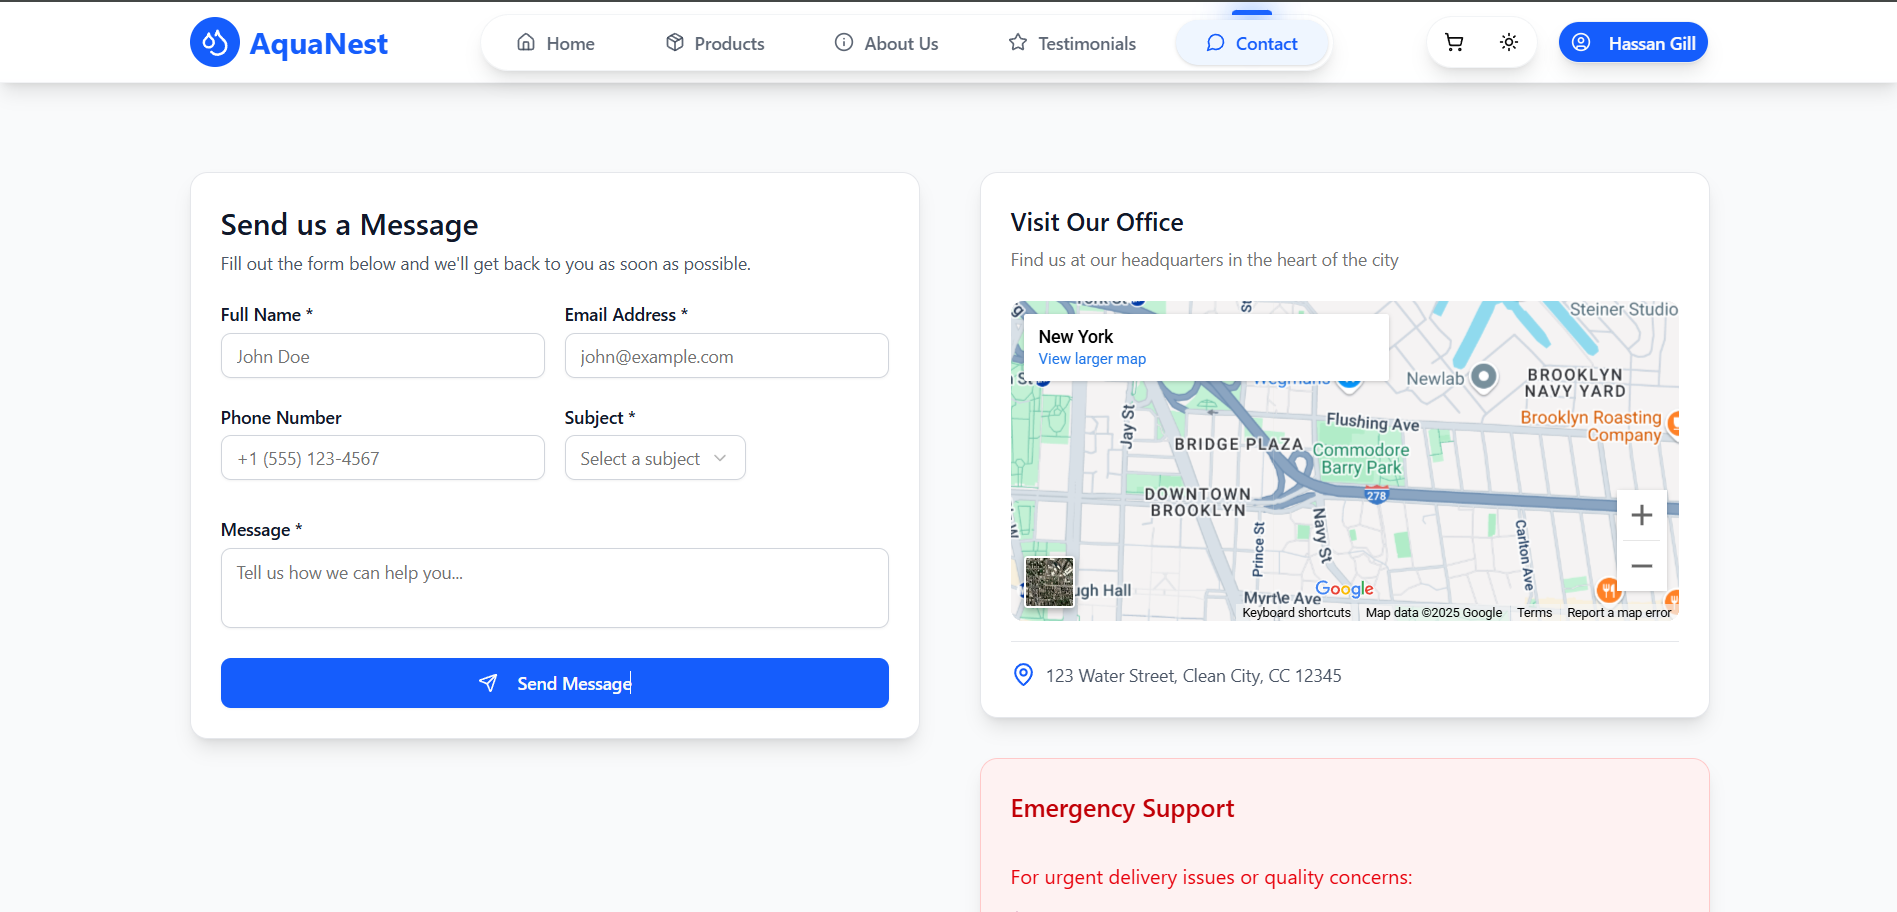 AquaNest
Home
Products
About Us
Testimonials
Contact
Hassan Gill
Send us a Message
Fill out the form below and we'll get back to you as soon as possible.
Full Name *
Email Address *
John Doe
john@example.com
Phone Number
Subject *
+1 (555) 123-4567
Select a subject
Message *
Tell us how we can help you...
Send Message
Visit Our Office
Find us at our headquarters in the heart of the city
Steiner Studio
New York
View larger map
Wegmans
Newlab
BROOKLYN
NAVY YARD
Brooklyn Roasting
Company
Jay St
Flushing Ave
BRIDGE PLAZA
Commodore
Barry Park
278
DOWNTOWN
BROOKLYN
Prince St
Navy St
Carlton Ave
ugh Hall
Myrtle Ave
Google
Keyboard shortcuts
Map data ©2025 Google
Terms
Report a map error
123 Water Street, Clean City, CC 12345
Emergency Support
For urgent delivery issues or quality concerns: